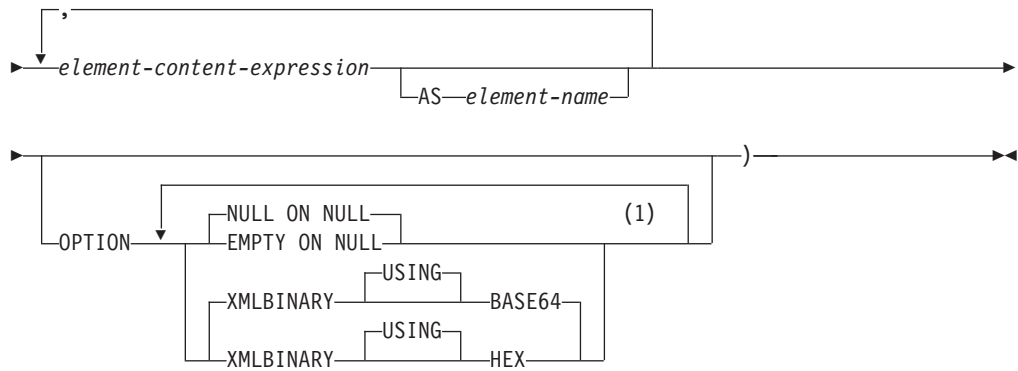 ,
element-content-expression
AS element-name
)
NULL ON NULL (1)
OPTION EMPTY ON NULL
USING
XMLBINARY BASE64
USING
XMLBINARY HEX